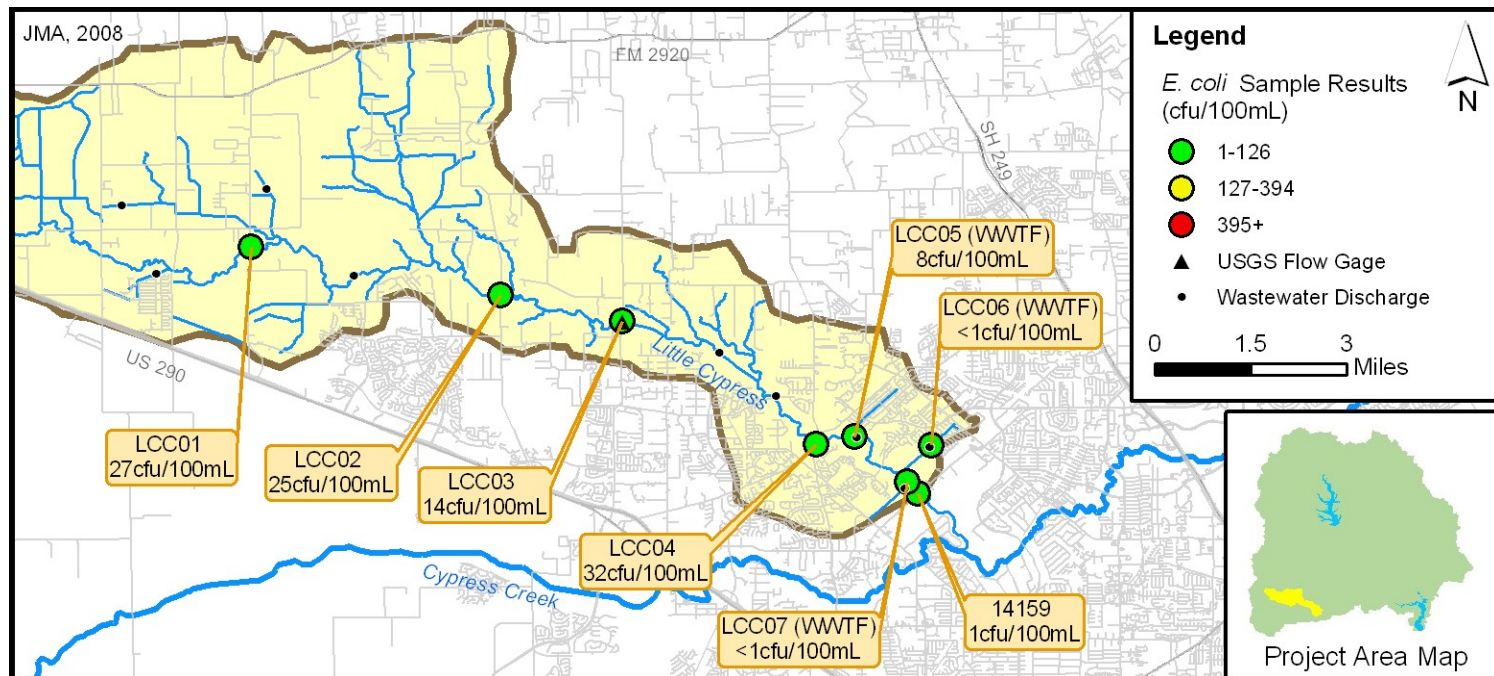 JMA, 2008
FM 2920
SH 249
US 290
Little Cypress
Cypress Creek
LCC01
27cfu/100mL
LCC02
25cfu/100mL
LCC03
14cfu/100mL
LCC04
32cfu/100mL
LCC05 (WWTF)
8cfu/100mL
LCC06 (WWTF)
<1cfu/100mL
LCC07 (WWTF)
<1cfu/100mL
14159
1cfu/100mL
Legend
N
E. coli Sample Results
(cfu/100mL)
1-126
127-394
395+
USGS Flow Gage
Wastewater Discharge
0 1.5 3
Miles
Project Area Map